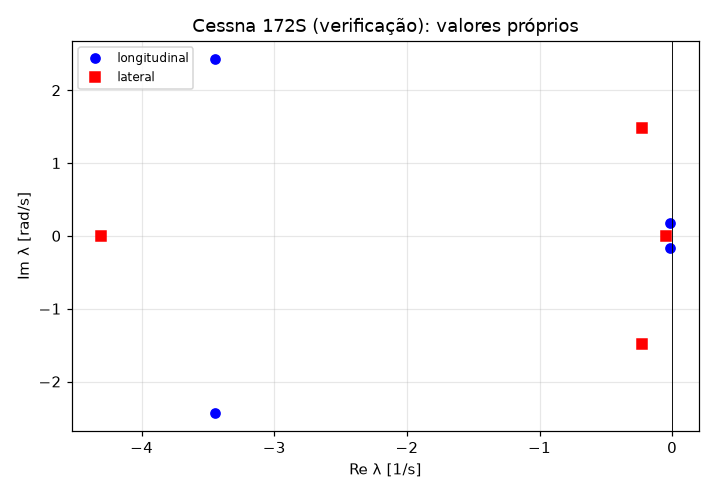 Cessna 172S (verificação): valores próprios
longitudinal
lateral
2
1
0
−1
−2
Im λ [rad/s]
−4
−3
−2
−1
0
Re λ [1/s]